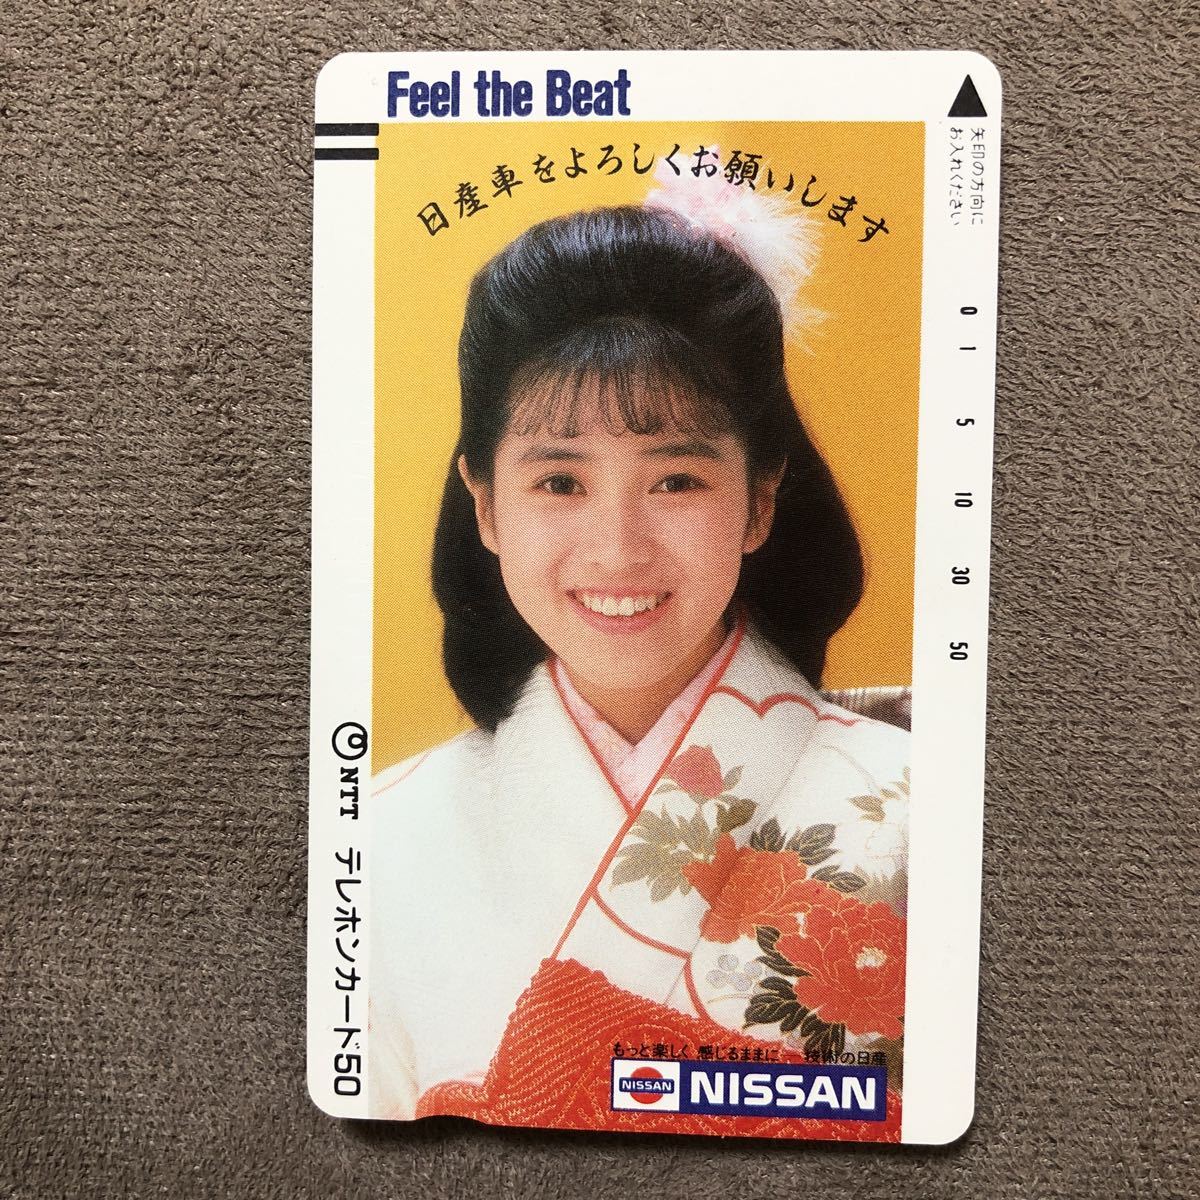 Feel the Beat
日産車をよろしくお願いします
矢印の方向に
お入れください
0
1
5
10
30
50
NTT テレホンカード50
もっと楽しく 感じるままに—技術の日産
NISSAN
NISSAN